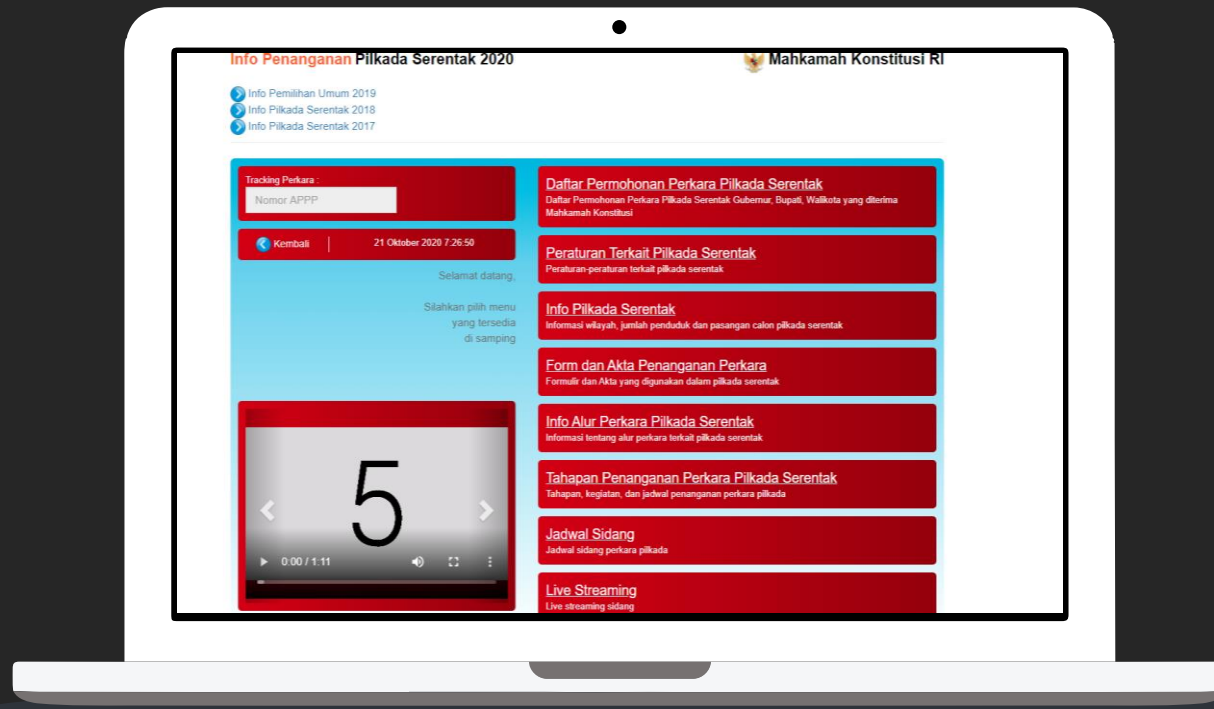 Info Penanganan Pilkada Serentak 2020
Mahkamah Konstitusi RI
Info Pemilihan Umum 2019
Info Pilkada Serentak 2018
Info Pilkada Serentak 2017
Tracking Perkara :
Nomor APPP
Kembali
21 Oktober 2020 7:26:50
Selamat datang,
Silahkan pilih menu
yang tersedia
di samping
5
0:00 / 1:11
Daftar Permohonan Perkara Pilkada Serentak
Daftar Permohonan Perkara Pilkada Serentak Gubernur, Bupati, Walikota yang diterima
Mahkamah Konstitusi
Peraturan Terkait Pilkada Serentak
Peraturan-peraturan terkait pilkada serentak
Info Pilkada Serentak
Informasi wilayah, jumlah penduduk dan pasangan calon pilkada serentak
Form dan Akta Penanganan Perkara
Formulir dan Akta yang digunakan dalam pilkada serentak
Info Alur Perkara Pilkada Serentak
Informasi tentang alur perkara terkait pilkada serentak
Tahapan Penanganan Perkara Pilkada Serentak
Tahapan, kegiatan, dan jadwal penanganan perkara pilkada
Jadwal Sidang
Jadwal sidang perkara pilkada
Live Streaming
Live streaming sidang